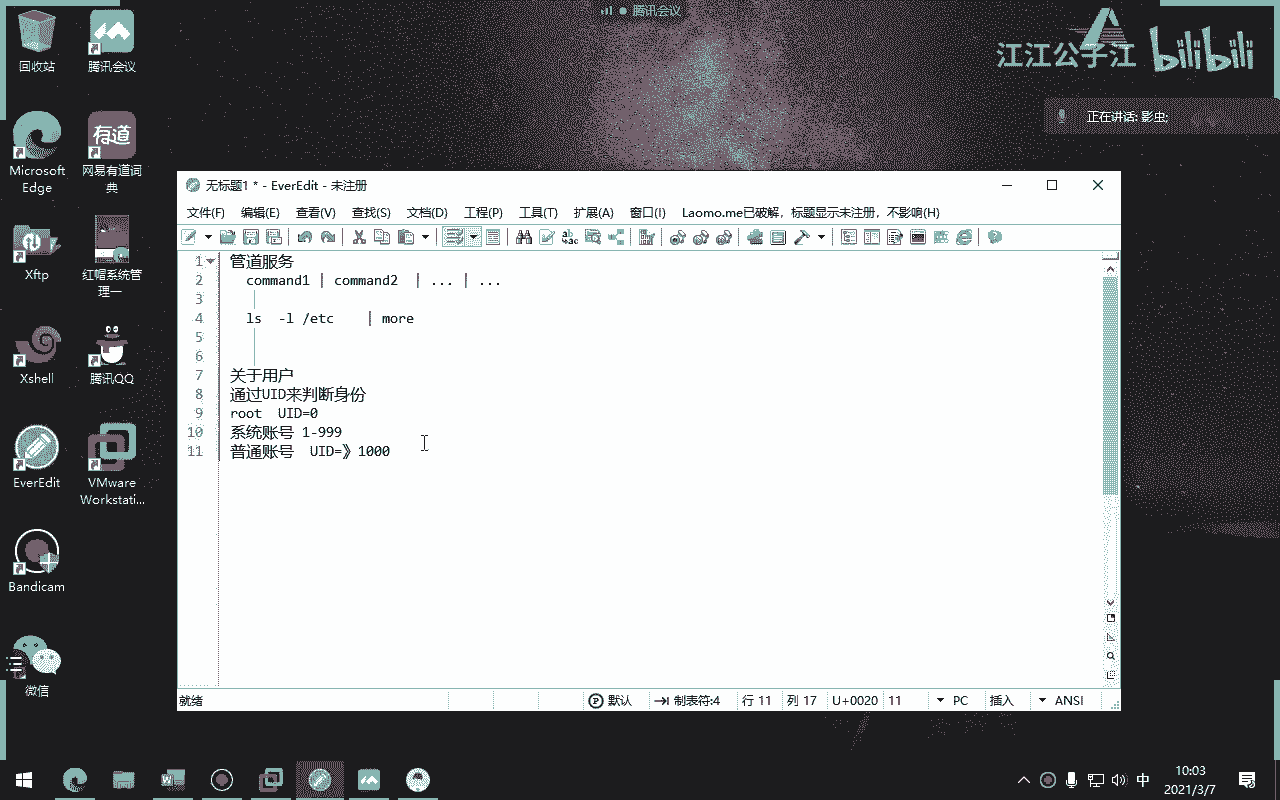 腾讯会议
江江公子江 bilibili
正在讲话: 影虫;
回收站
腾讯会议
Microsoft Edge
有道
网易有道词典
Xftp
红帽系统管理一
Xshell
腾讯QQ
EverEdit
VMware Workstati...
Bandicam
微信
无标题1 * - EverEdit - 未注册
文件(F) 编辑(E) 查看(V) 查找(S) 文档(D) 工程(P) 工具(T) 扩展(A) 窗口(I) Laomo.me已破解，标题显示未注册，不影响(H)
1 管道服务
2 command1 | command2 | ... | ...
3
4 ls -l /etc | more
5
6
7 关于用户
8 通过UID来判断身份
9 root UID=0
10 系统账号 1-999
11 普通账号 UID=》1000
就绪 默认 制表符:4 行 11 列 17 U+0020 11 PC 插入 ANSI
中 10:03
2021/3/7